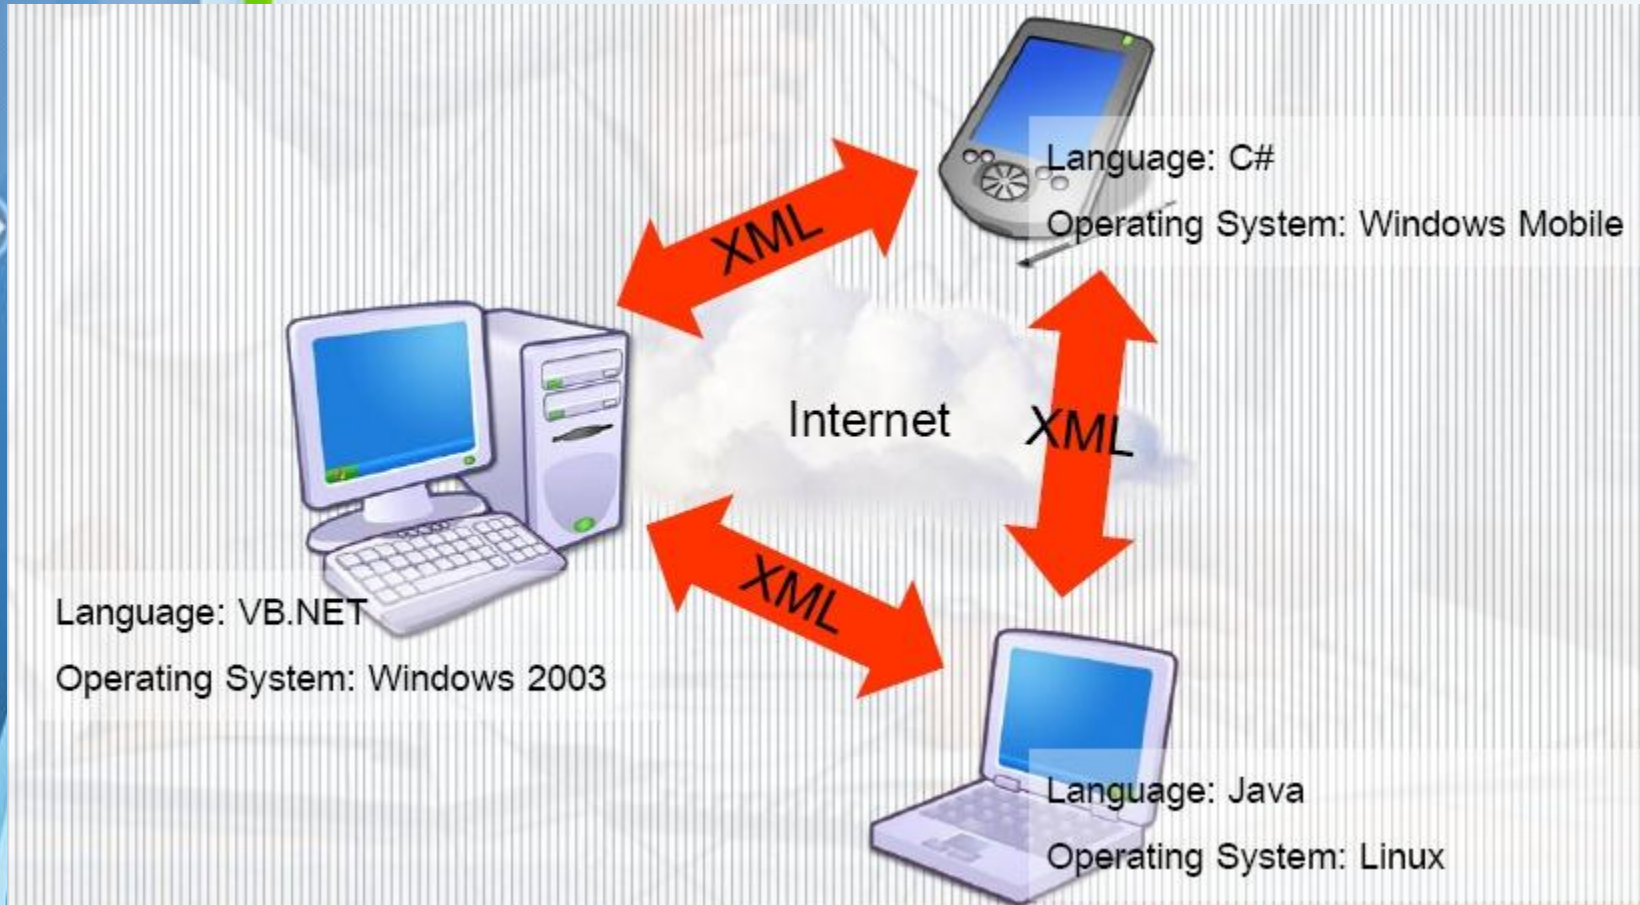 Language: C#
Operating System: Windows Mobile
XML
Internet
XML
XML
Language: VB.NET
Operating System: Windows 2003
Language: Java
Operating System: Linux